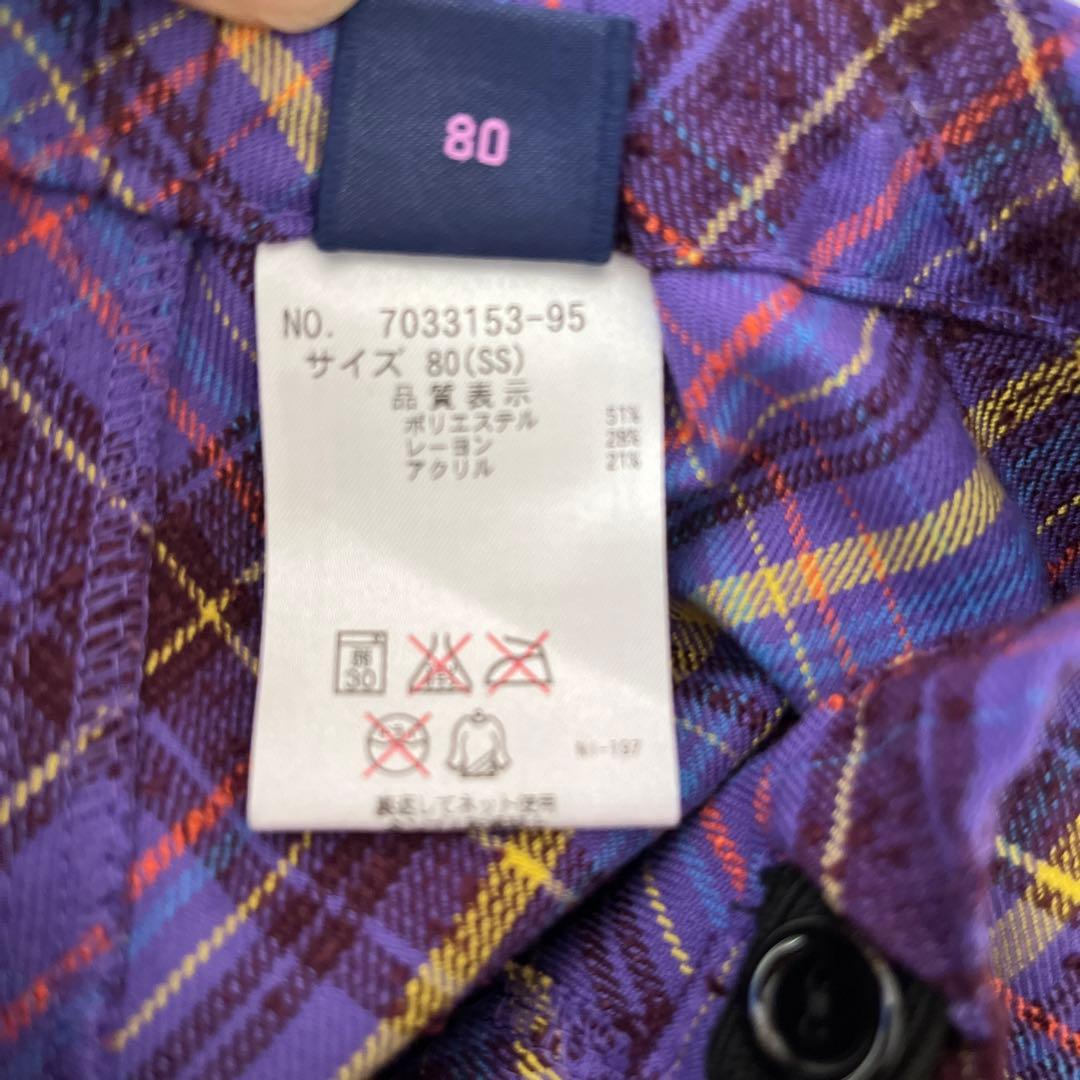 80
NO. 7033153-95
サイズ 80(SS)
品質表示
ポリエステル 51%
レーヨン 28%
アクリル 21%
30
裏返してネット使用